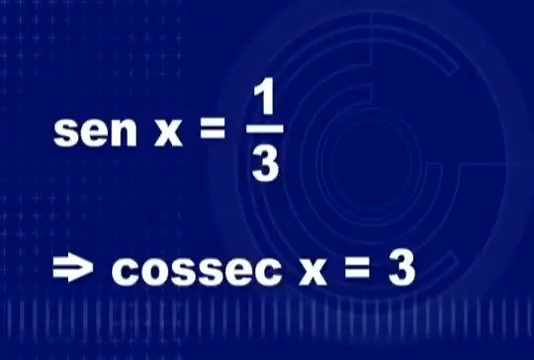 sen x = 1/3
⇒ cossec x = 3